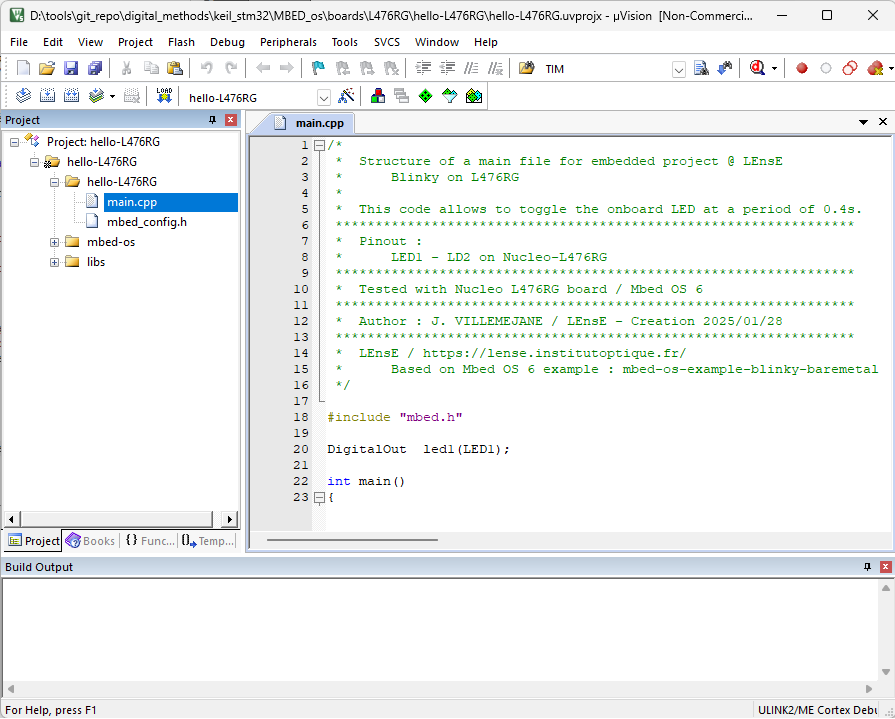 D:\tools\git_repo\digital_methods\keil_stm32\MBED_os\boards\L476RG\hello-L476RG\hello-L476RG.uvprojx - µVision  [Non-Commerci...
File Edit View Project Flash Debug Peripherals Tools SVCS Window Help
TIM
LOAD hello-L476RG
Project
main.cpp
Project: hello-L476RG
hello-L476RG
hello-L476RG
main.cpp
mbed_config.h
mbed-os
libs
1 /*
2 *  Structure of a main file for embedded project @ LEnsE
3 *      Blinky on L476RG
4 *
5 *  This code allows to toggle the onboard LED at a period of 0.4s.
6 ******************************************************************
7 *  Pinout :
8 *      LED1 - LD2 on Nucleo-L476RG
9 ******************************************************************
10 *  Tested with Nucleo L476RG board / Mbed OS 6
11 ******************************************************************
12 *  Author : J. VILLEMEJANE / LEnsE - Creation 2025/01/28
13 ******************************************************************
14 *  LEnsE / https://lense.institutoptique.fr/
15 *      Based on Mbed OS 6 example : mbed-os-example-blinky-baremetal
16 */
17
18 #include "mbed.h"
19
20 DigitalOut  led1(LED1);
21
22 int main()
23 {
Project Books {} Func... Temp...
Build Output
For Help, press F1
ULINK2/ME Cortex Debu